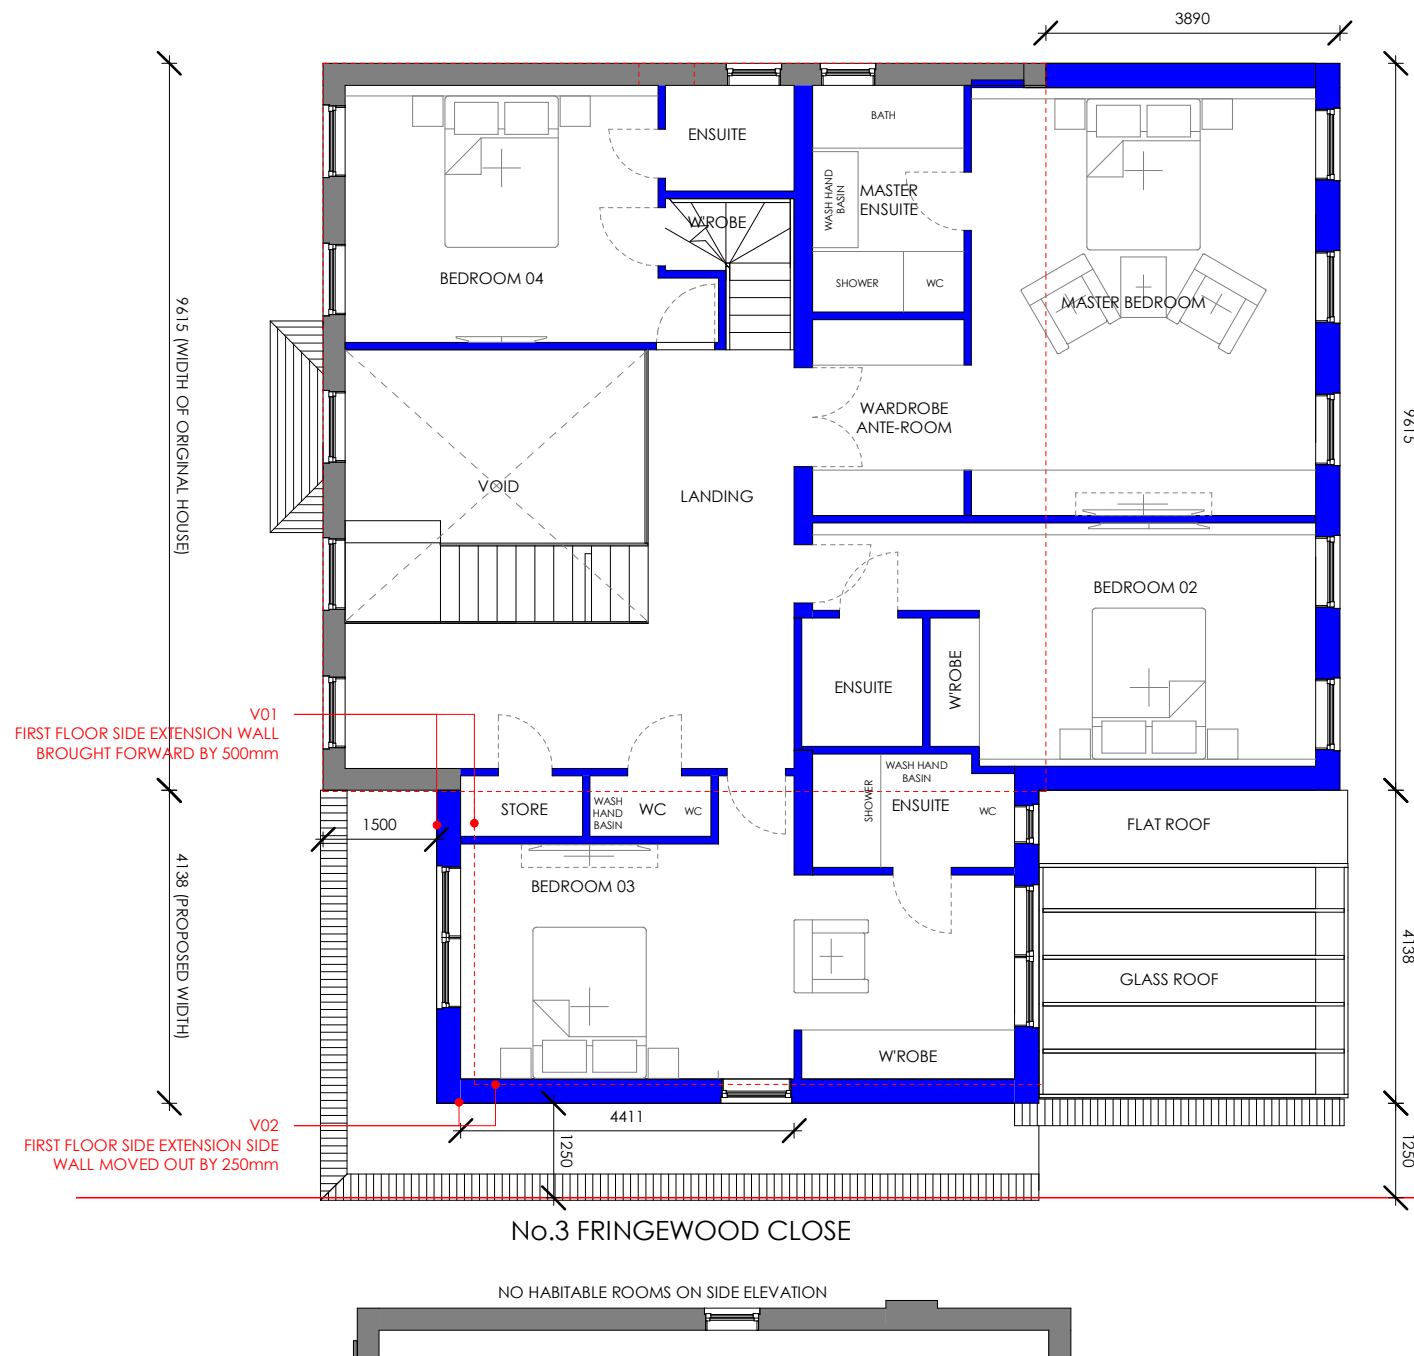 3890
BATH
ENSUITE
WASH HAND
BASIN
MASTER
ENSUITE
W'ROBE
BEDROOM 04
SHOWER
WC
MASTER BEDROOM
9615 (WIDTH OF ORIGINAL HOUSE)
9615
WARDROBE
ANTE-ROOM
VOID
LANDING
BEDROOM 02
ENSUITE
W'ROBE
V01
FIRST FLOOR SIDE EXTENSION WALL
BROUGHT FORWARD BY 500mm
WASH HAND
BASIN
SHOWER
ENSUITE
WC
STORE
WASH
HAND
BASIN
WC
WC
1500
FLAT ROOF
4138 (PROPOSED WIDTH)
BEDROOM 03
4138
GLASS ROOF
W'ROBE
4411
V02
FIRST FLOOR SIDE EXTENSION SIDE
WALL MOVED OUT BY 250mm
1250
1250
No.3 FRINGEWOOD CLOSE
NO HABITABLE ROOMS ON SIDE ELEVATION